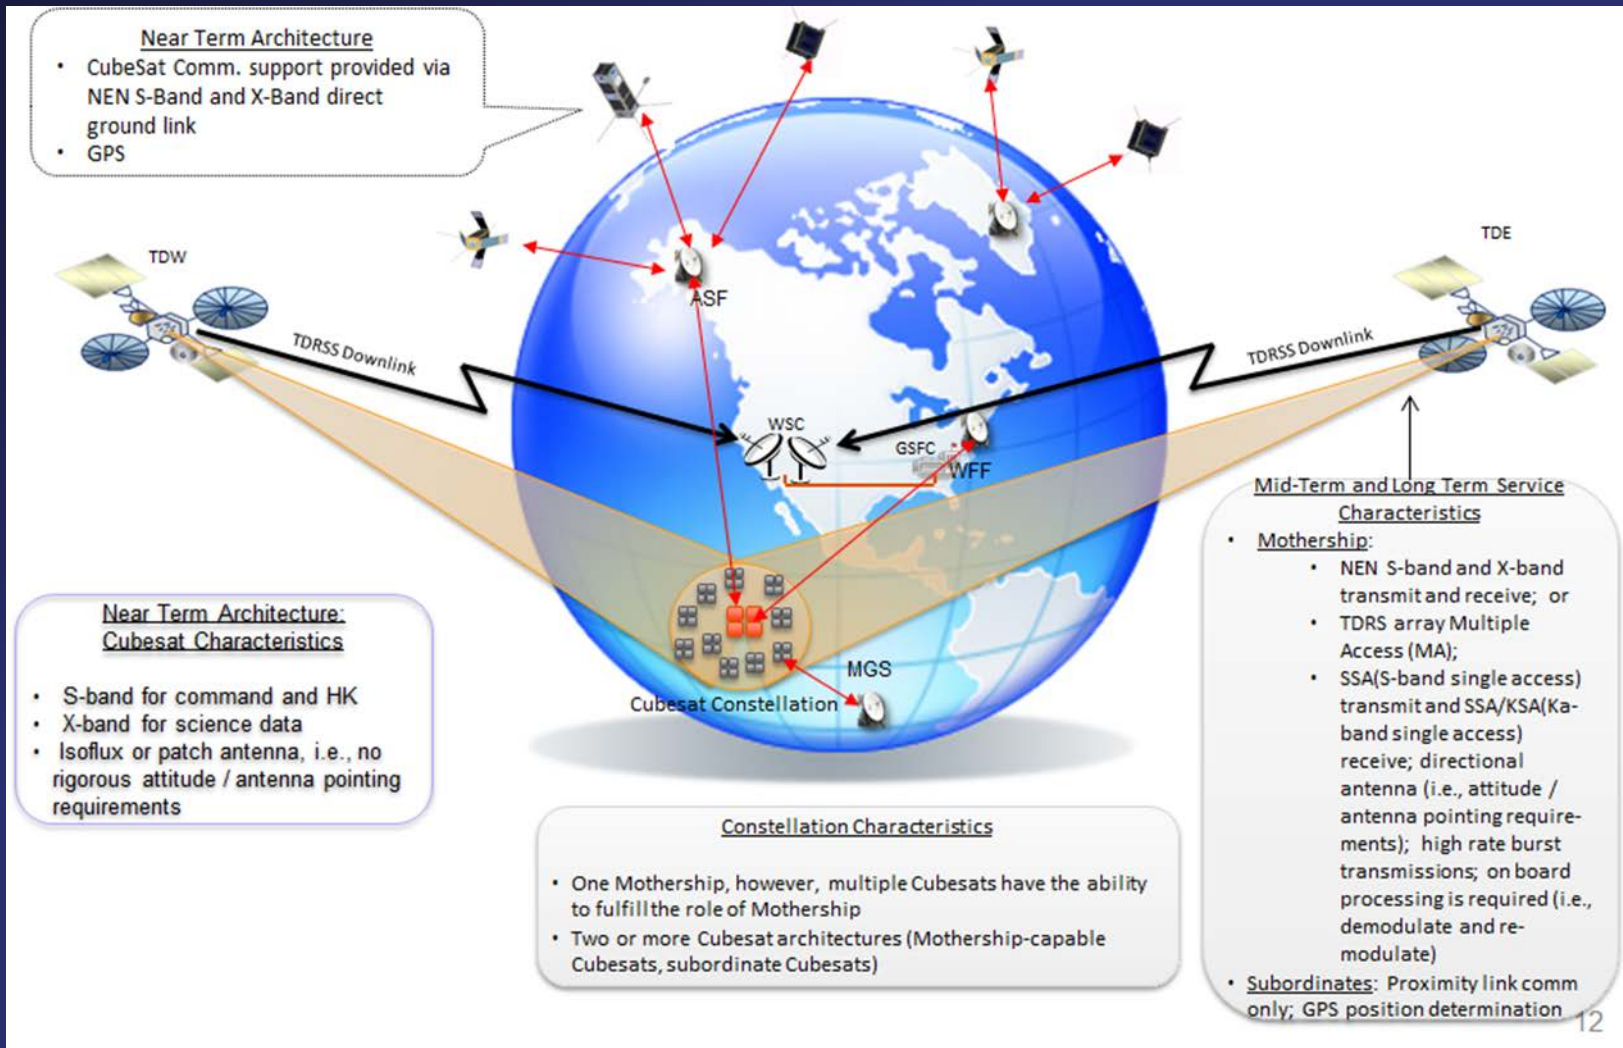 Near Term Architecture
• CubeSat Comm. support provided via
NEN S-Band and X-Band direct
ground link
• GPS
TDW
TDE
ASF
TDRSS Downlink
TDRSS Downlink
WSC
GSFC
WFF
MGS
Cubesat Constellation
Near Term Architecture:
Cubesat Characteristics
• S-band for command and HK
• X-band for science data
• Isoflux or patch antenna, i.e., no
rigorous attitude / antenna pointing
requirements
Constellation Characteristics
• One Mothership, however, multiple Cubesats have the ability
to fulfill the role of Mothership
• Two or more Cubesat architectures (Mothership-capable
Cubesats, subordinate Cubesats)
Mid-Term and Long Term Service
Characteristics
• Mothership:
• NEN S-band and X-band
transmit and receive; or
• TDRS array Multiple
Access (MA);
• SSA(S-band single access)
transmit and SSA/KSA(Ka-
band single access)
receive; directional
antenna (i.e., attitude /
antenna pointing require-
ments); high rate burst
transmissions; on board
processing is required (i.e.,
demodulate and re-
modulate)
• Subordinates: Proximity link comm
only; GPS position determination
12